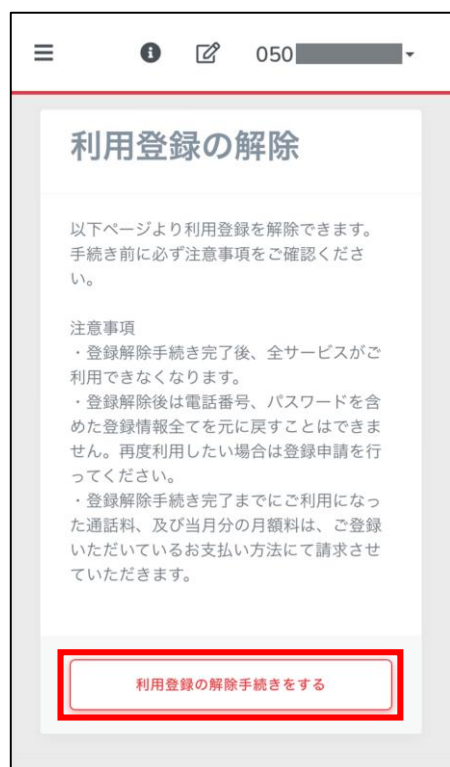 050
利用登録の解除
以下ページより利用登録を解除できます。
手続き前に必ず注意事項をご確認くださ
い。
注意事項
・登録解除手続き完了後、全サービスがご
利用できなくなります。
・登録解除後は電話番号、パスワードを含
めた登録情報全てを元に戻すことはできま
せん。再度利用したい場合は登録申請を行
ってください。
・登録解除手続き完了までにご利用になっ
た通話料、及び当月分の月額料は、ご登録
いただいているお支払い方法にて請求させ
ていただきます。
利用登録の解除手続きをする